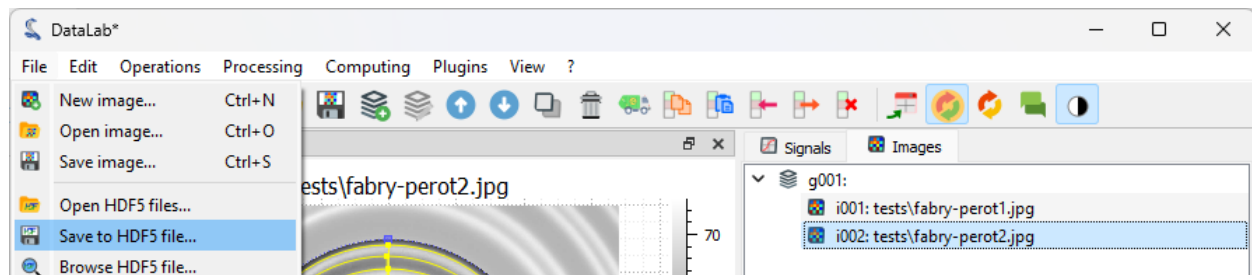 DataLab*
File Edit Operations Processing Computing Plugins View ?
New image... Ctrl+N
Open image... Ctrl+O
Save image... Ctrl+S
Open HDF5 files...
Save to HDF5 file...
Browse HDF5 file...
ests\fabry-perot2.jpg
70
Signals Images
g001:
i001: tests\fabry-perot1.jpg
i002: tests\fabry-perot2.jpg